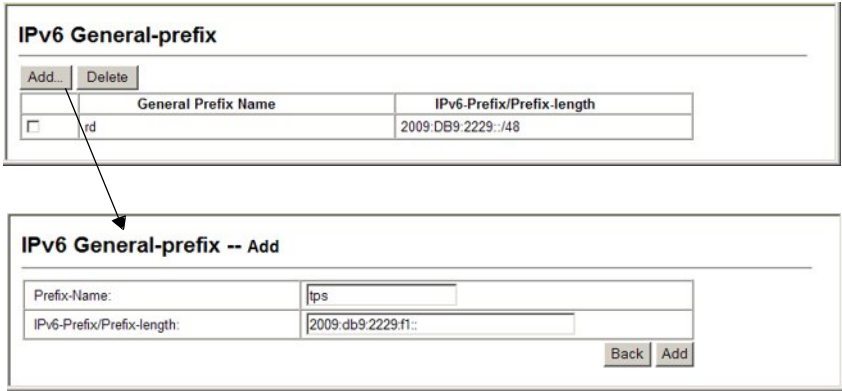 IPv6 General-prefix
Add... Delete
General Prefix Name IPv6-Prefix/Prefix-length
rd 2009:DB9:2229::/48
IPv6 General-prefix -- Add
Prefix-Name: tps
IPv6-Prefix/Prefix-length: 2009:db9:2229:f1::
Back Add